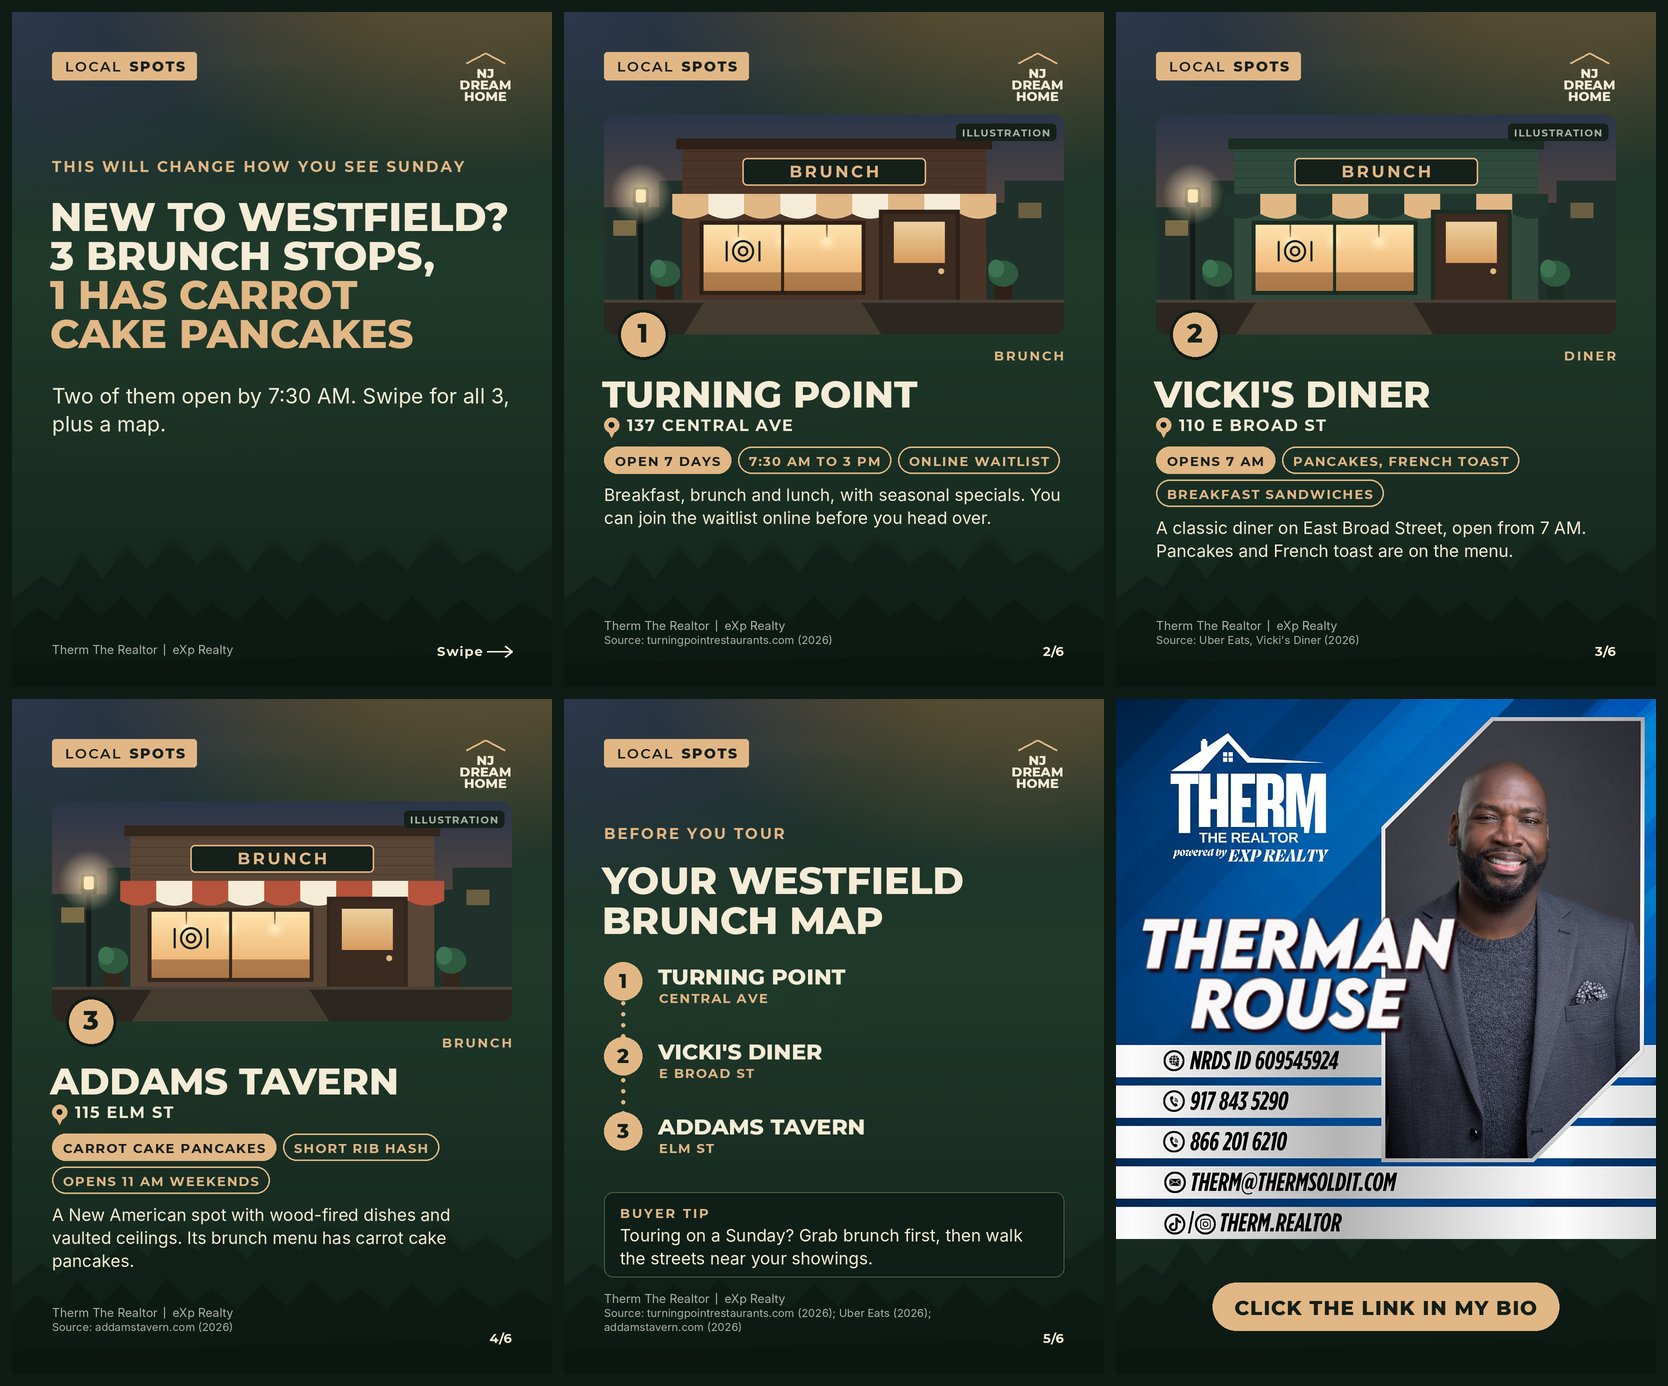 LOCAL SPOTS
NJ
DREAM
HOME
THIS WILL CHANGE HOW YOU SEE SUNDAY
NEW TO WESTFIELD?
3 BRUNCH STOPS,
1 HAS CARROT
CAKE PANCAKES
Two of them open by 7:30 AM. Swipe for all 3,
plus a map.
Therm The Realtor | eXp Realty
Swipe
LOCAL SPOTS
NJ
DREAM
HOME
ILLUSTRATION
BRUNCH
1
BRUNCH
TURNING POINT
137 CENTRAL AVE
OPEN 7 DAYS
7:30 AM TO 3 PM
ONLINE WAITLIST
Breakfast, brunch and lunch, with seasonal specials. You
can join the waitlist online before you head over.
Therm The Realtor | eXp Realty
Source: turningpointrestaurants.com (2026)
2/6
LOCAL SPOTS
NJ
DREAM
HOME
ILLUSTRATION
BRUNCH
2
DINER
VICKI'S DINER
110 E BROAD ST
OPENS 7 AM
PANCAKES, FRENCH TOAST
BREAKFAST SANDWICHES
A classic diner on East Broad Street, open from 7 AM.
Pancakes and French toast are on the menu.
Therm The Realtor | eXp Realty
Source: Uber Eats, Vicki's Diner (2026)
3/6
LOCAL SPOTS
NJ
DREAM
HOME
ILLUSTRATION
BRUNCH
3
BRUNCH
ADDAMS TAVERN
115 ELM ST
CARROT CAKE PANCAKES
SHORT RIB HASH
OPENS 11 AM WEEKENDS
A New American spot with wood-fired dishes and
vaulted ceilings. Its brunch menu has carrot cake
pancakes.
Therm The Realtor | eXp Realty
Source: addamstavern.com (2026)
4/6
LOCAL SPOTS
NJ
DREAM
HOME
BEFORE YOU TOUR
YOUR WESTFIELD
BRUNCH MAP
1
TURNING POINT
CENTRAL AVE
2
VICKI'S DINER
E BROAD ST
3
ADDAMS TAVERN
ELM ST
BUYER TIP
Touring on a Sunday? Grab brunch first, then walk
the streets near your showings.
Therm The Realtor | eXp Realty
Source: turningpointrestaurants.com (2026); Uber Eats (2026);
addamstavern.com (2026)
5/6
THERM
THE REALTOR
powered by EXP REALTY
THERMAN
ROUSE
NRDS ID 609545924
917 843 5290
866 201 6210
THERM@THERMSOLDIT.COM
/ THERM.REALTOR
CLICK THE LINK IN MY BIO